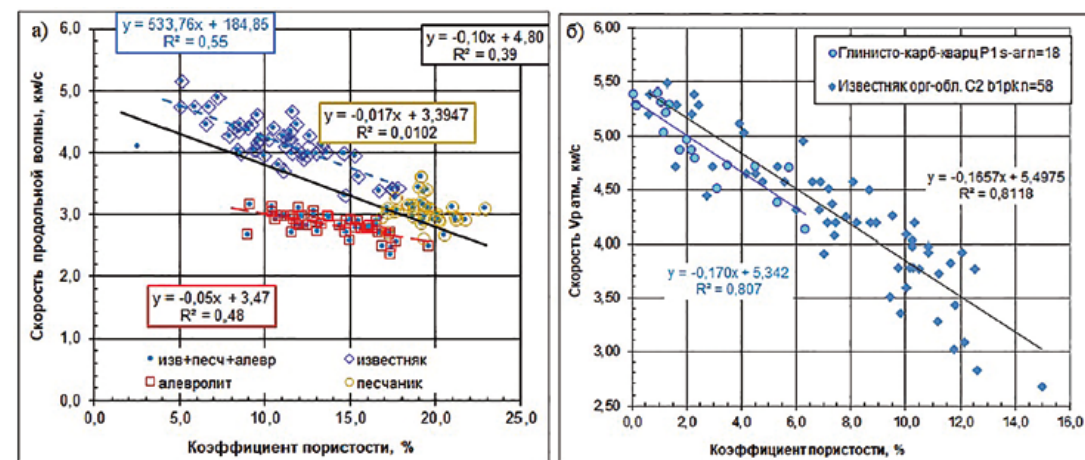 а)
y = 533,76x + 184,85
R² = 0,55
y = -0,10x + 4,80
R² = 0,39
y = -0,017x + 3,3947
R² = 0,0102
y = -0,05x + 3,47
R² = 0,48
изв+песч+алевр
известняк
алевролит
песчаник
Скорость продольной волны, км/с
6,0
5,0
4,0
3,0
2,0
1,0
0,0
0,0 5,0 10,0 15,0 20,0 25,0
Коэффициент пористости, %
б)
Глинисто-карб-кварц P1 s-arn=18
Известняк орг-обл. C2 b1pkn=58
-0,1657x + 5,4975
R² = 0,8118
-0,170x + 5,342
R² = 0,807
Скорость Vp атм., км/с
6,00
5,50
5,00
4,50
4,00
3,50
3,00
2,50
0,0 2,0 4,0 6,0 8,0 10,0 12,0 14,0 16,0
Коэффициент пористости, %